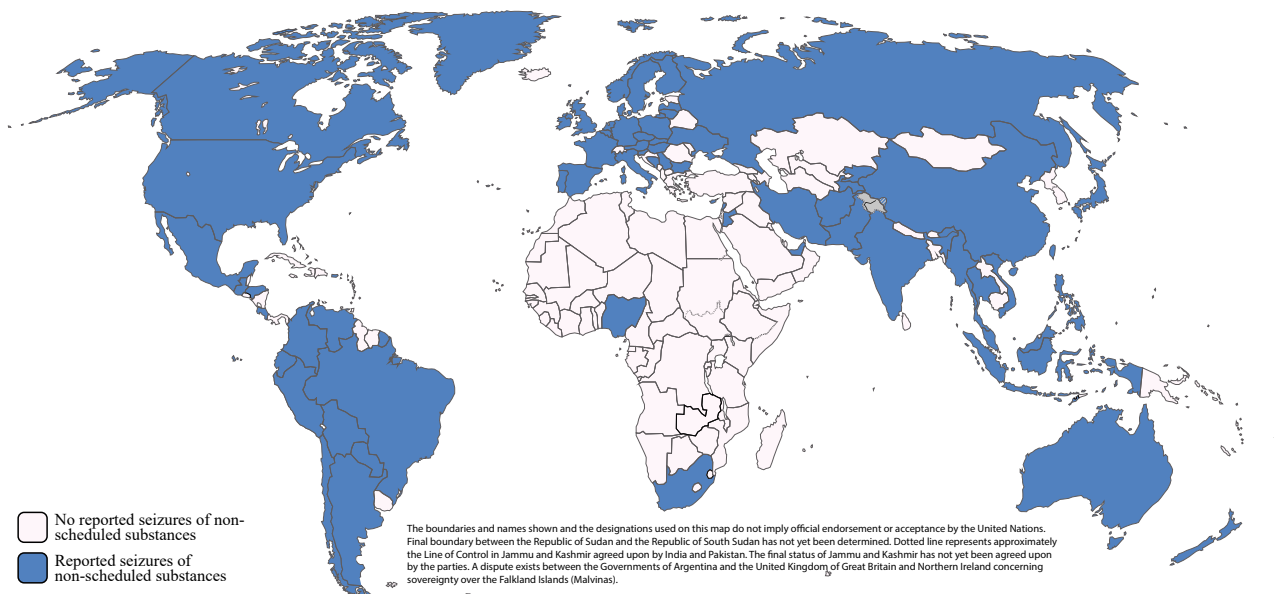 No reported seizures of non-
scheduled substances
Reported seizures of
non-scheduled substances
The boundaries and names shown and the designations used on this map do not imply official endorsement or acceptance by the United Nations.
Final boundary between the Republic of Sudan and the Republic of South Sudan has not yet been determined. Dotted line represents approximately
the Line of Control in Jammu and Kashmir agreed upon by India and Pakistan. The final status of Jammu and Kashmir has not yet been agreed upon
by the parties. A dispute exists between the Governments of Argentina and the United Kingdom of Great Britain and Northern Ireland concerning
sovereignty over the Falkland Islands (Malvinas).